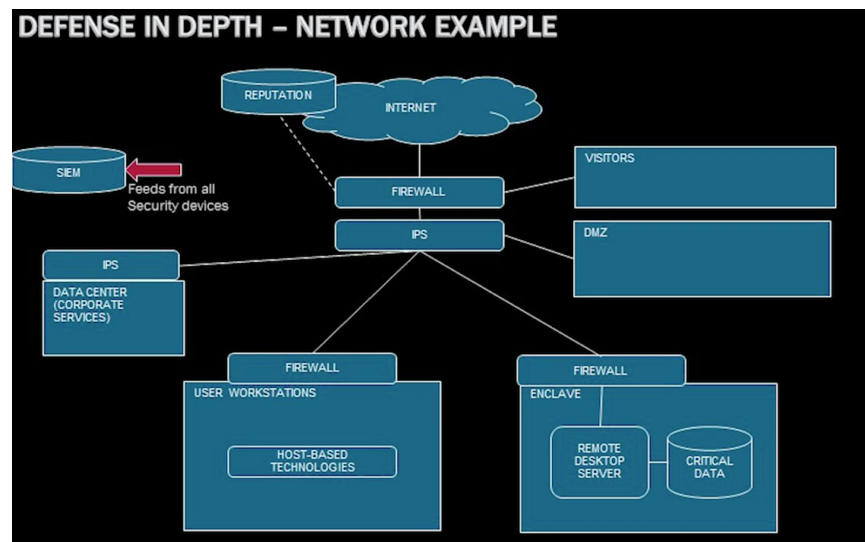 DEFENSE IN DEPTH – NETWORK EXAMPLE
REPUTATION
INTERNET
SIEM
Feeds from all
Security devices
FIREWALL
VISITORS
IPS
DMZ
IPS
DATA CENTER
(CORPORATE
SERVICES)
FIREWALL
USER WORKSTATIONS
HOST-BASED
TECHNOLOGIES
FIREWALL
ENCLAVE
REMOTE
DESKTOP
SERVER
CRITICAL
DATA